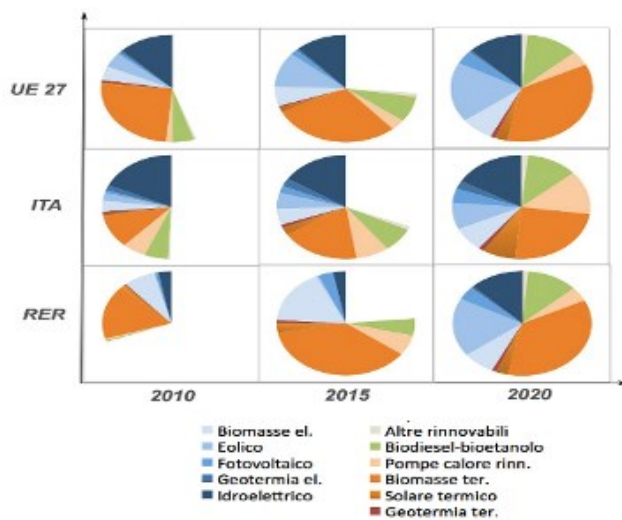 UE 27
ITA
RER
2010 2015 2020
Biomasse el. Altre rinnovabili
Eolico Biodiesel-bioetanolo
Fotovoltaico Pompe calore rinn.
Geotermia el. Biomasse ter.
Idroelettrico Solare termico
Geotermia ter.